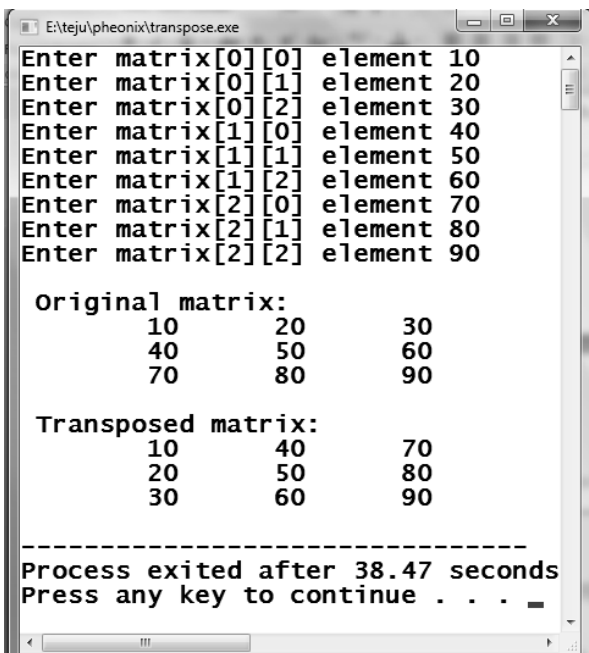 E:\teju\pheonix\transpose.exe
Enter matrix[0][0] element 10
Enter matrix[0][1] element 20
Enter matrix[0][2] element 30
Enter matrix[1][0] element 40
Enter matrix[1][1] element 50
Enter matrix[1][2] element 60
Enter matrix[2][0] element 70
Enter matrix[2][1] element 80
Enter matrix[2][2] element 90
Original matrix:
10 20 30
40 50 60
70 80 90
Transposed matrix:
10 40 70
20 50 80
30 60 90
--------------------------------
Process exited after 38.47 seconds
Press any key to continue . . . _